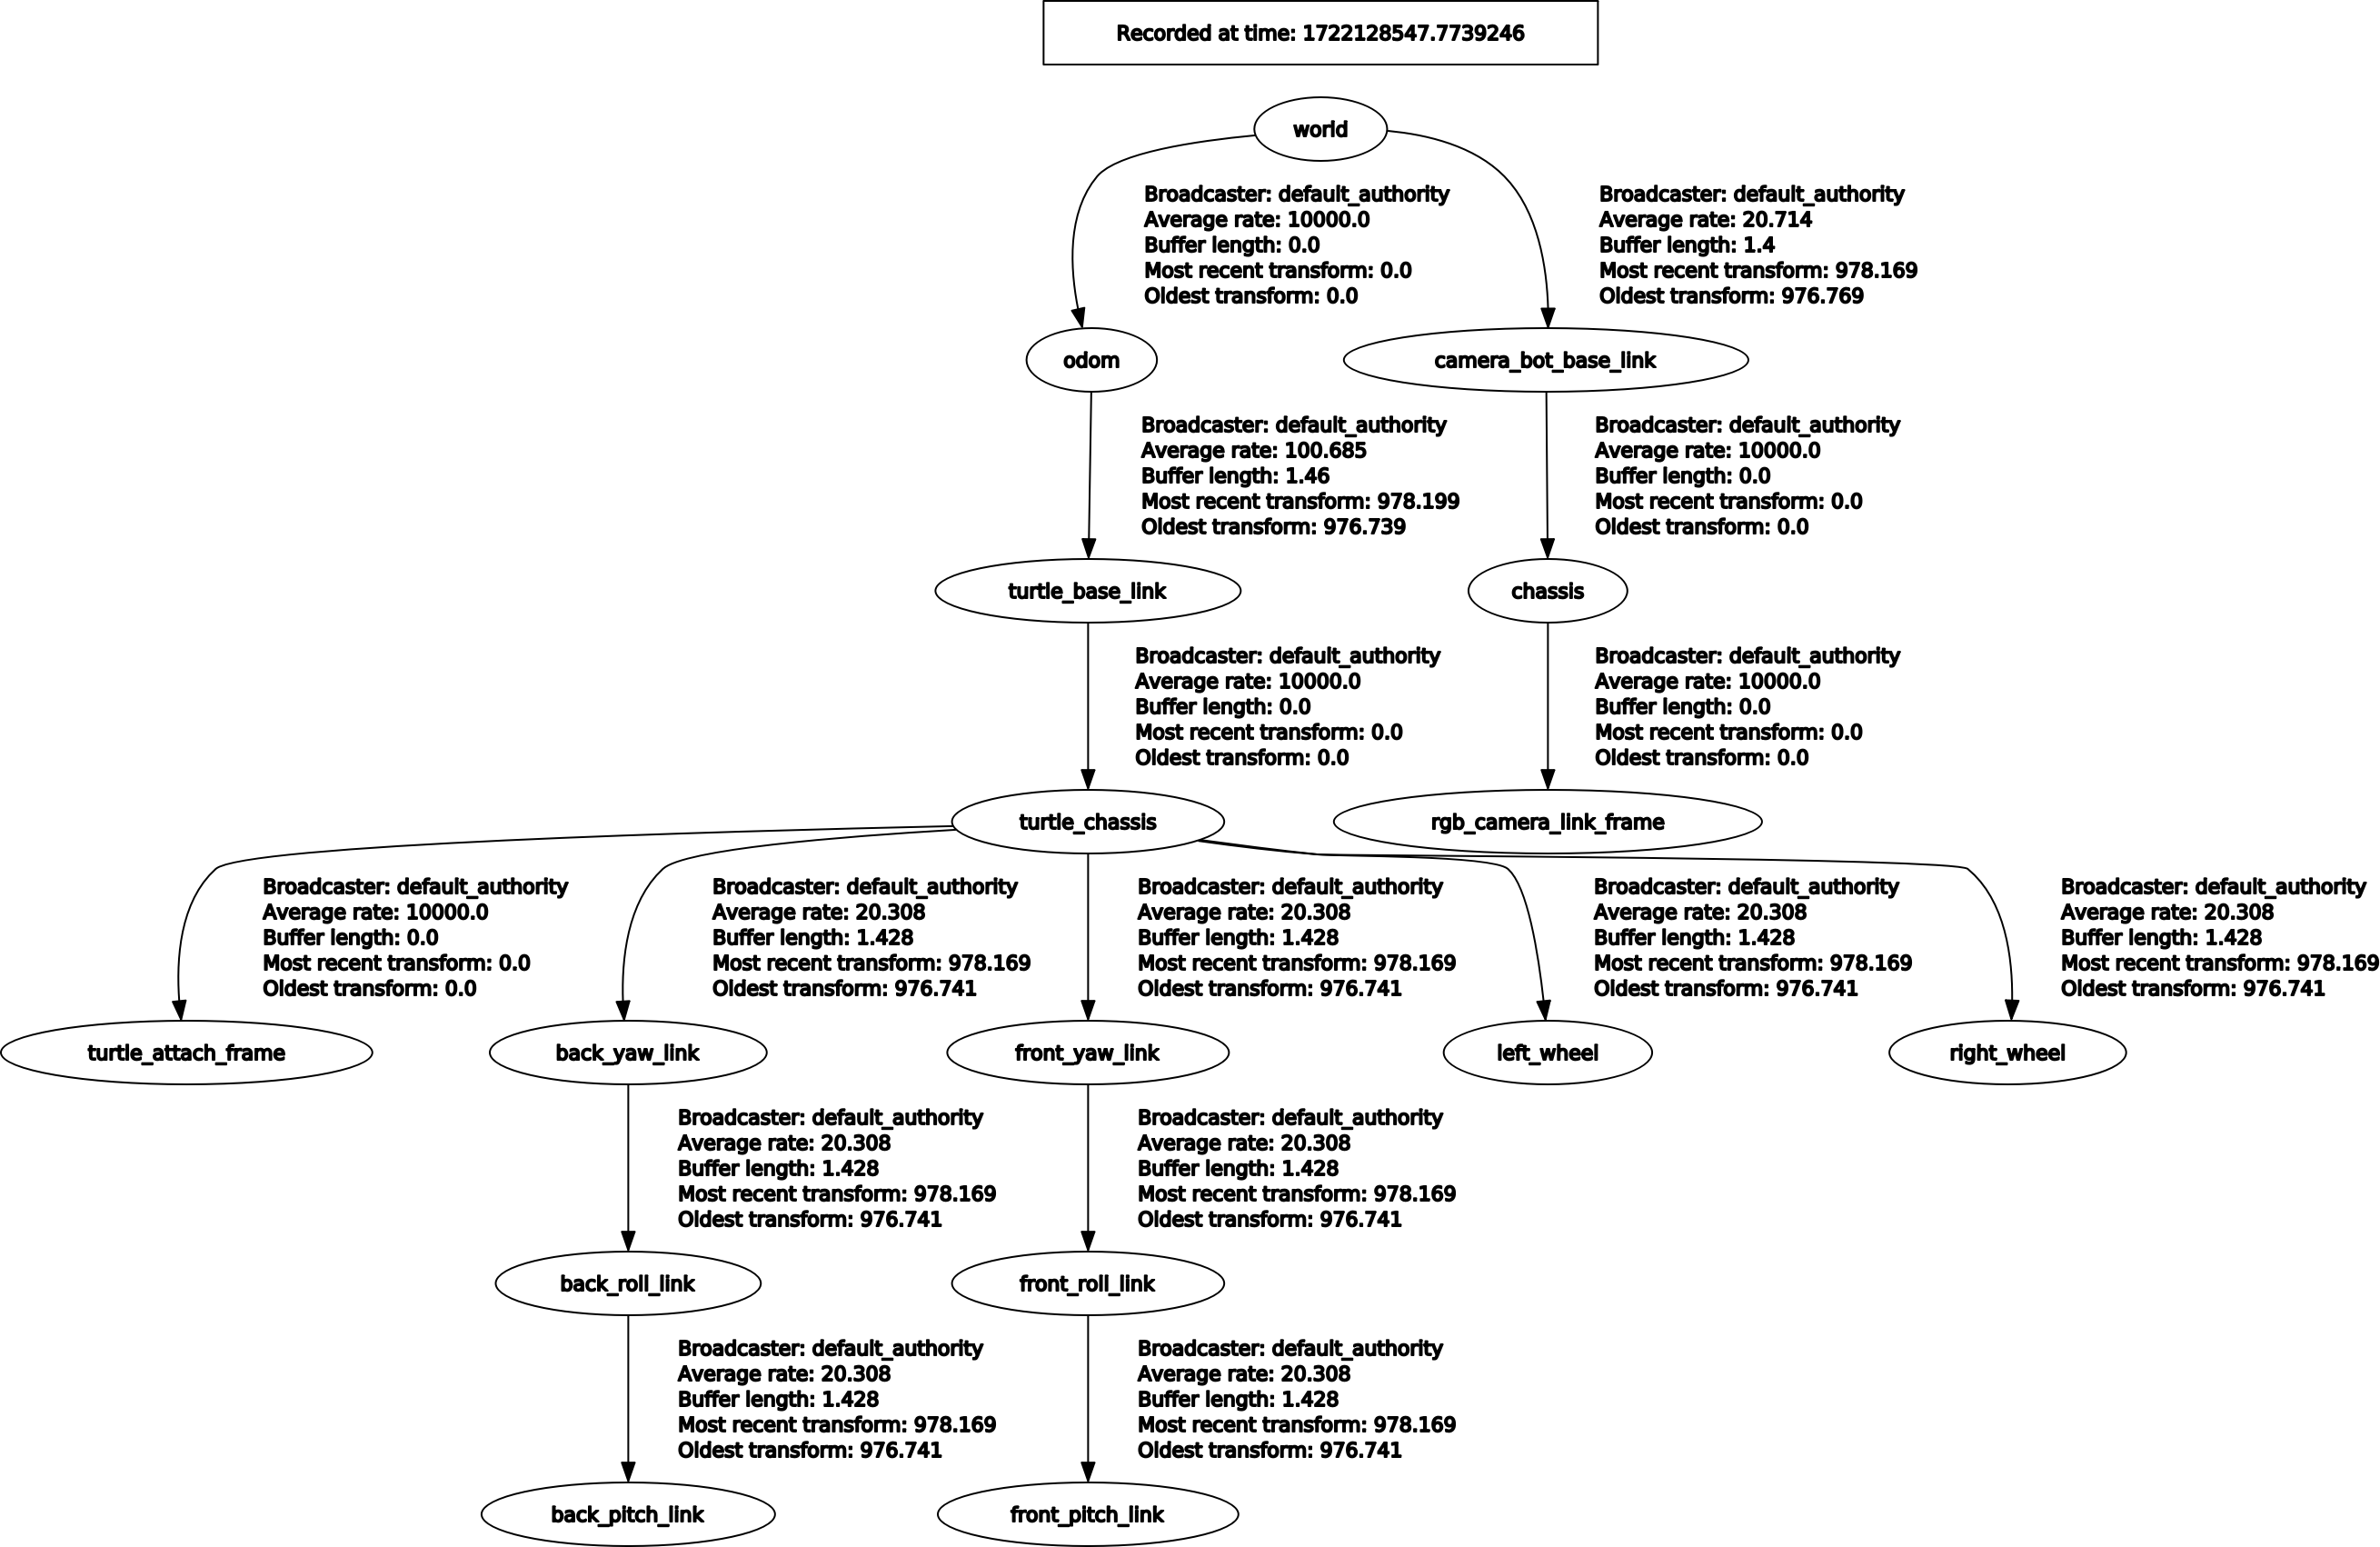 Recorded at time: 1722128547.7739246
world
Broadcaster: default_authority
Average rate: 10000.0
Buffer length: 0.0
Most recent transform: 0.0
Oldest transform: 0.0
Broadcaster: default_authority
Average rate: 20.714
Buffer length: 1.4
Most recent transform: 978.169
Oldest transform: 976.769
odom
camera_bot_base_link
Broadcaster: default_authority
Average rate: 100.685
Buffer length: 1.46
Most recent transform: 978.199
Oldest transform: 976.739
Broadcaster: default_authority
Average rate: 10000.0
Buffer length: 0.0
Most recent transform: 0.0
Oldest transform: 0.0
turtle_base_link
chassis
Broadcaster: default_authority
Average rate: 10000.0
Buffer length: 0.0
Most recent transform: 0.0
Oldest transform: 0.0
Broadcaster: default_authority
Average rate: 10000.0
Buffer length: 0.0
Most recent transform: 0.0
Oldest transform: 0.0
turtle_chassis
rgb_camera_link_frame
Broadcaster: default_authority
Average rate: 10000.0
Buffer length: 0.0
Most recent transform: 0.0
Oldest transform: 0.0
Broadcaster: default_authority
Average rate: 20.308
Buffer length: 1.428
Most recent transform: 978.169
Oldest transform: 976.741
Broadcaster: default_authority
Average rate: 20.308
Buffer length: 1.428
Most recent transform: 978.169
Oldest transform: 976.741
Broadcaster: default_authority
Average rate: 20.308
Buffer length: 1.428
Most recent transform: 978.169
Oldest transform: 976.741
Broadcaster: default_authority
Average rate: 20.308
Buffer length: 1.428
Most recent transform: 978.169
Oldest transform: 976.741
turtle_attach_frame
back_yaw_link
front_yaw_link
left_wheel
right_wheel
Broadcaster: default_authority
Average rate: 20.308
Buffer length: 1.428
Most recent transform: 978.169
Oldest transform: 976.741
Broadcaster: default_authority
Average rate: 20.308
Buffer length: 1.428
Most recent transform: 978.169
Oldest transform: 976.741
back_roll_link
front_roll_link
Broadcaster: default_authority
Average rate: 20.308
Buffer length: 1.428
Most recent transform: 978.169
Oldest transform: 976.741
Broadcaster: default_authority
Average rate: 20.308
Buffer length: 1.428
Most recent transform: 978.169
Oldest transform: 976.741
back_pitch_link
front_pitch_link